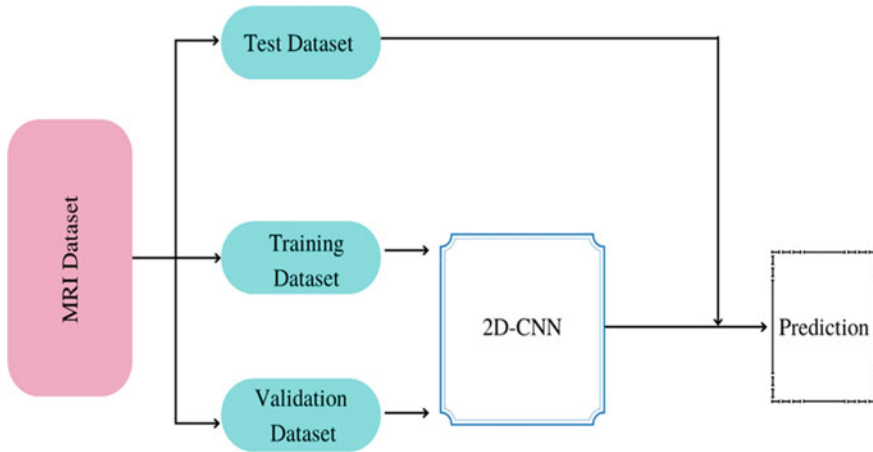 MRI Dataset
Test Dataset
Training
Dataset
Validation
Dataset
2D-CNN
Prediction